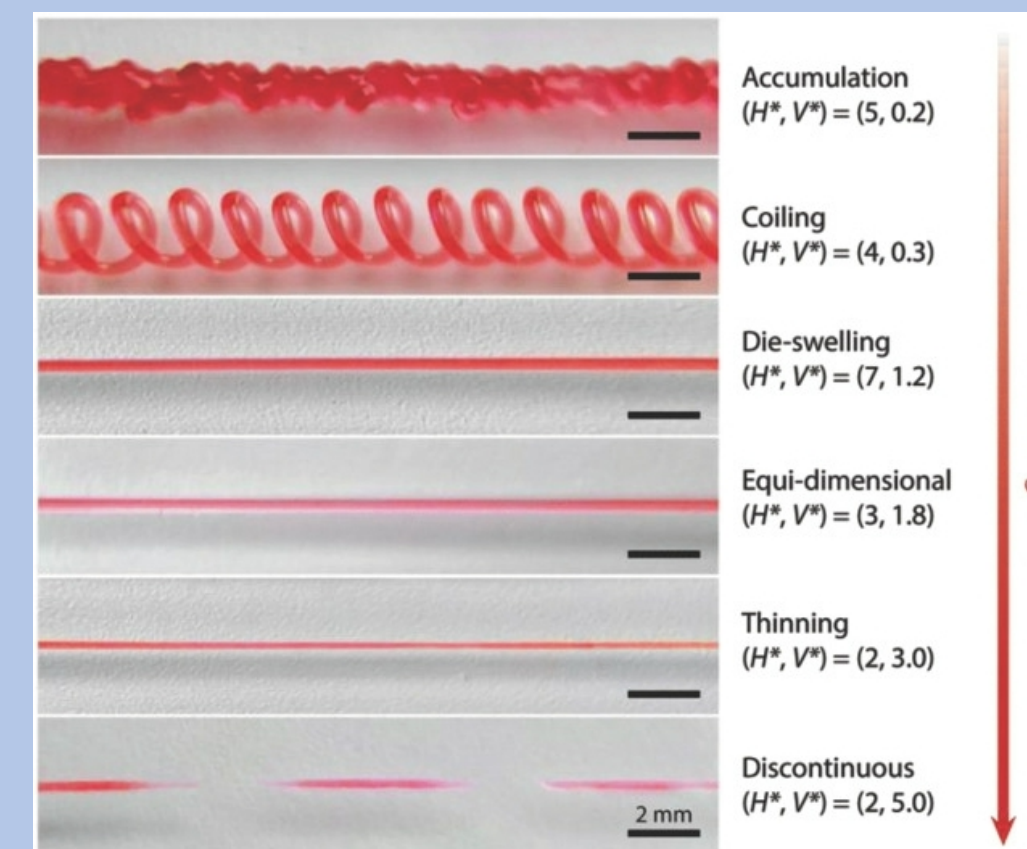 Accumulation
(H*, V*) = (5, 0.2)
Coiling
(H*, V*) = (4, 0.3)
Die-swelling
(H*, V*) = (7, 1.2)
Equi-dimensional
(H*, V*) = (3, 1.8)
Thinning
(H*, V*) = (2, 3.0)
Discontinuous
(H*, V*) = (2, 5.0)
2 mm